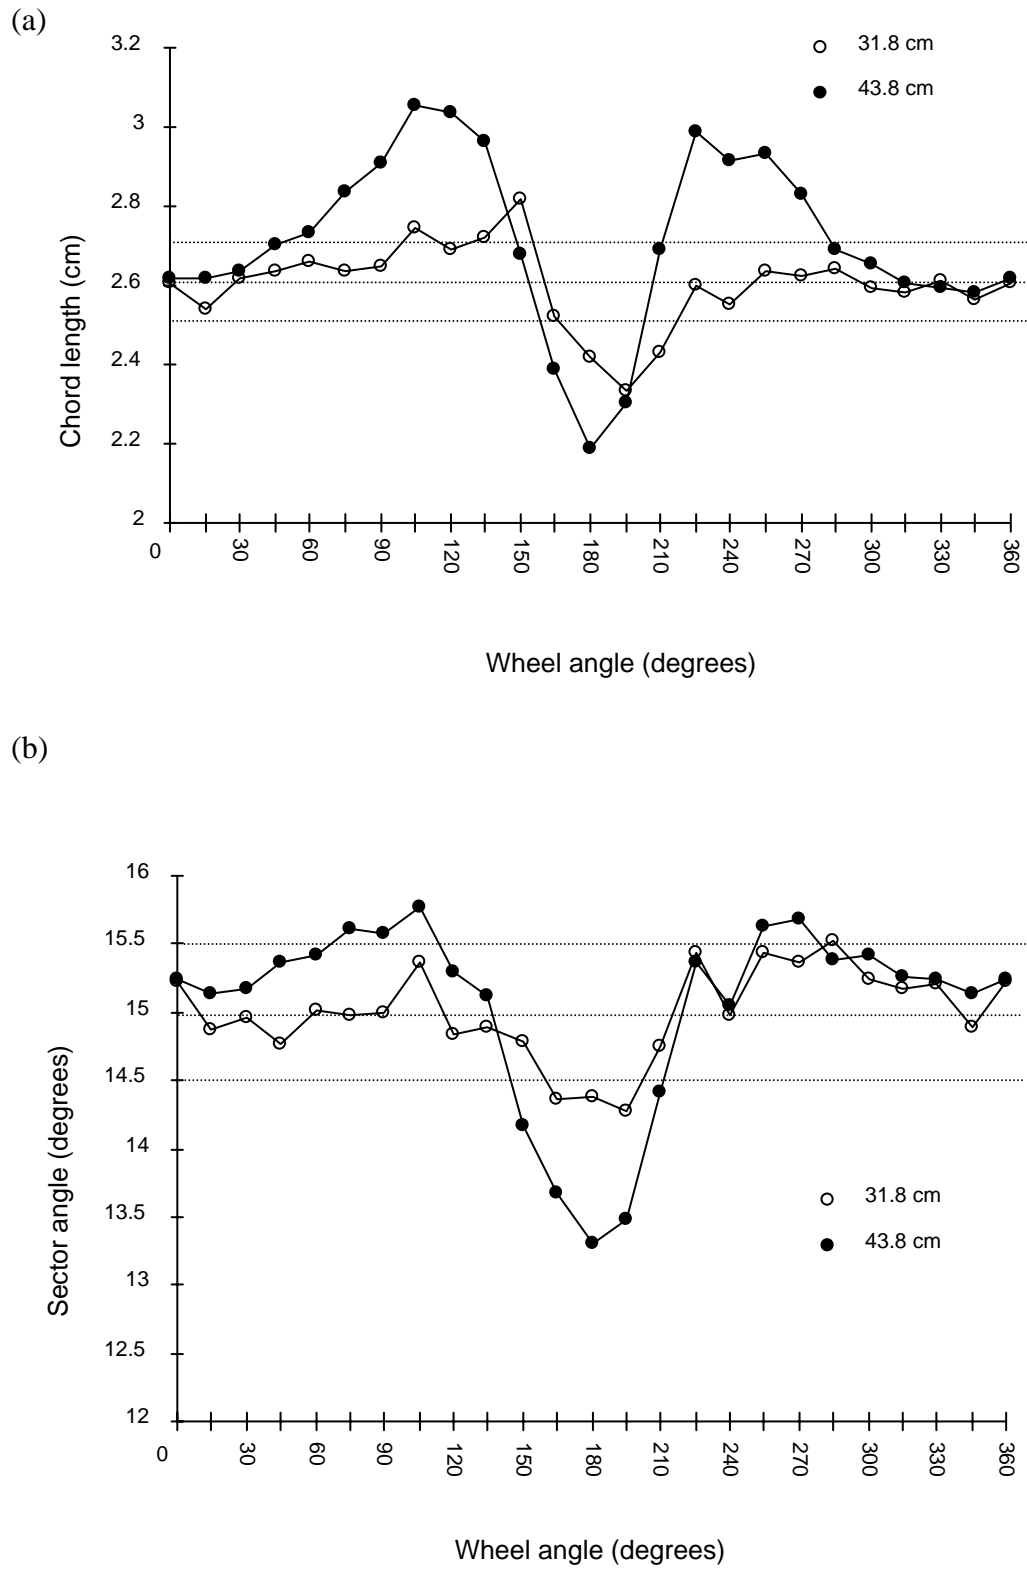 (a)
3.2
3
2.8
2.6
2.4
2.2
2
Chord length (cm)
31.8 cm
43.8 cm
0 30 60 90 120 150 180 210 240 270 300 330 360
Wheel angle (degrees)
(b)
16
15.5
15
14.5
14
13.5
13
12.5
12
Sector angle (degrees)
31.8 cm
43.8 cm
0 30 60 90 120 150 180 210 240 270 300 330 360
Wheel angle (degrees)